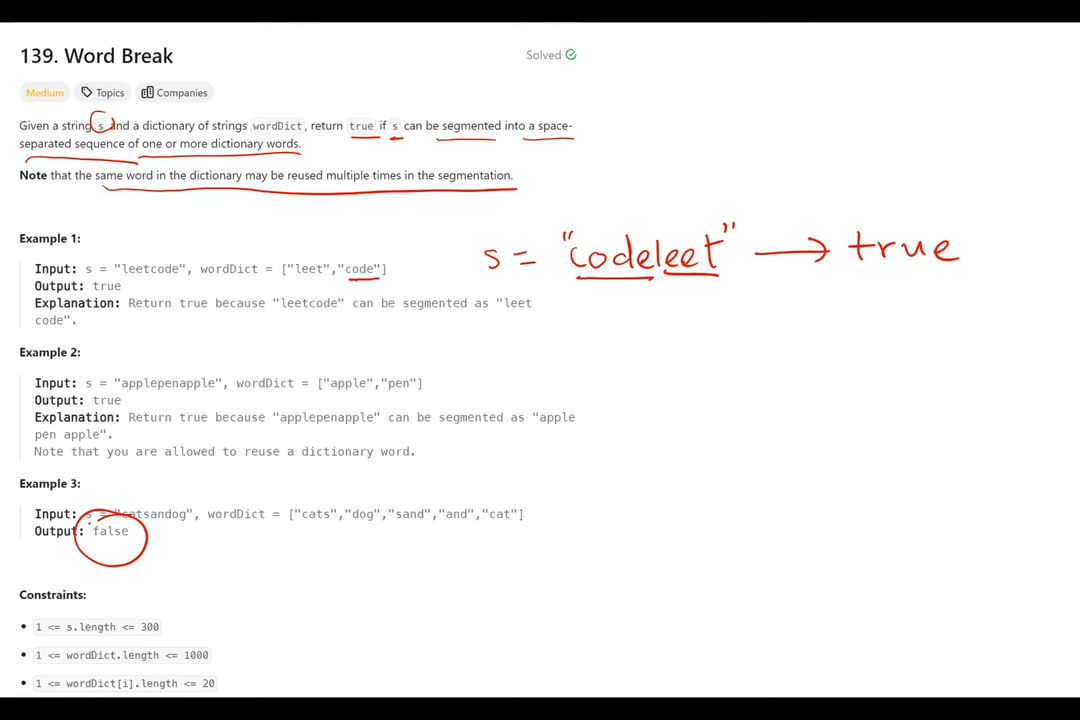 139. Word Break
Solved
Medium Topics Companies
Given a string s and a dictionary of strings wordDict, return true if s can be segmented into a space-
separated sequence of one or more dictionary words.
Note that the same word in the dictionary may be reused multiple times in the segmentation.
Example 1:
s = "codeleet" → true
Input: s = "leetcode", wordDict = ["leet","code"]
Output: true
Explanation: Return true because "leetcode" can be segmented as "leet
code".
Example 2:
Input: s = "applepenapple", wordDict = ["apple","pen"]
Output: true
Explanation: Return true because "applepenapple" can be segmented as "apple
pen apple".
Note that you are allowed to reuse a dictionary word.
Example 3:
Input: s = "catsandog", wordDict = ["cats","dog","sand","and","cat"]
Output: false
Constraints:
• 1 <= s.length <= 300
• 1 <= wordDict.length <= 1000
• 1 <= wordDict[i].length <= 20